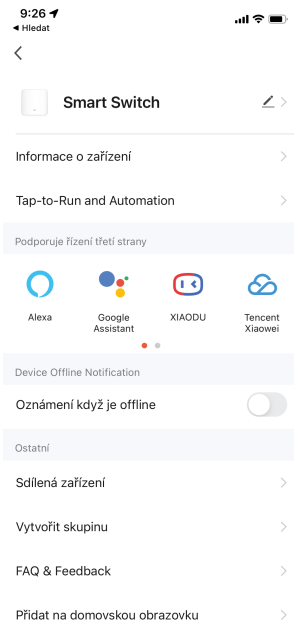 9:26
◀ Hledat
Smart Switch
Informace o zařízení
Tap-to-Run and Automation
Podporuje řízení třetí strany
Alexa
Google
Assistant
XIAODU
Tencent
Xiaowei
Device Offline Notification
Oznámení když je offline
Ostatní
Sdílená zařízení
Vytvořit skupinu
FAQ & Feedback
Přidat na domovskou obrazovku